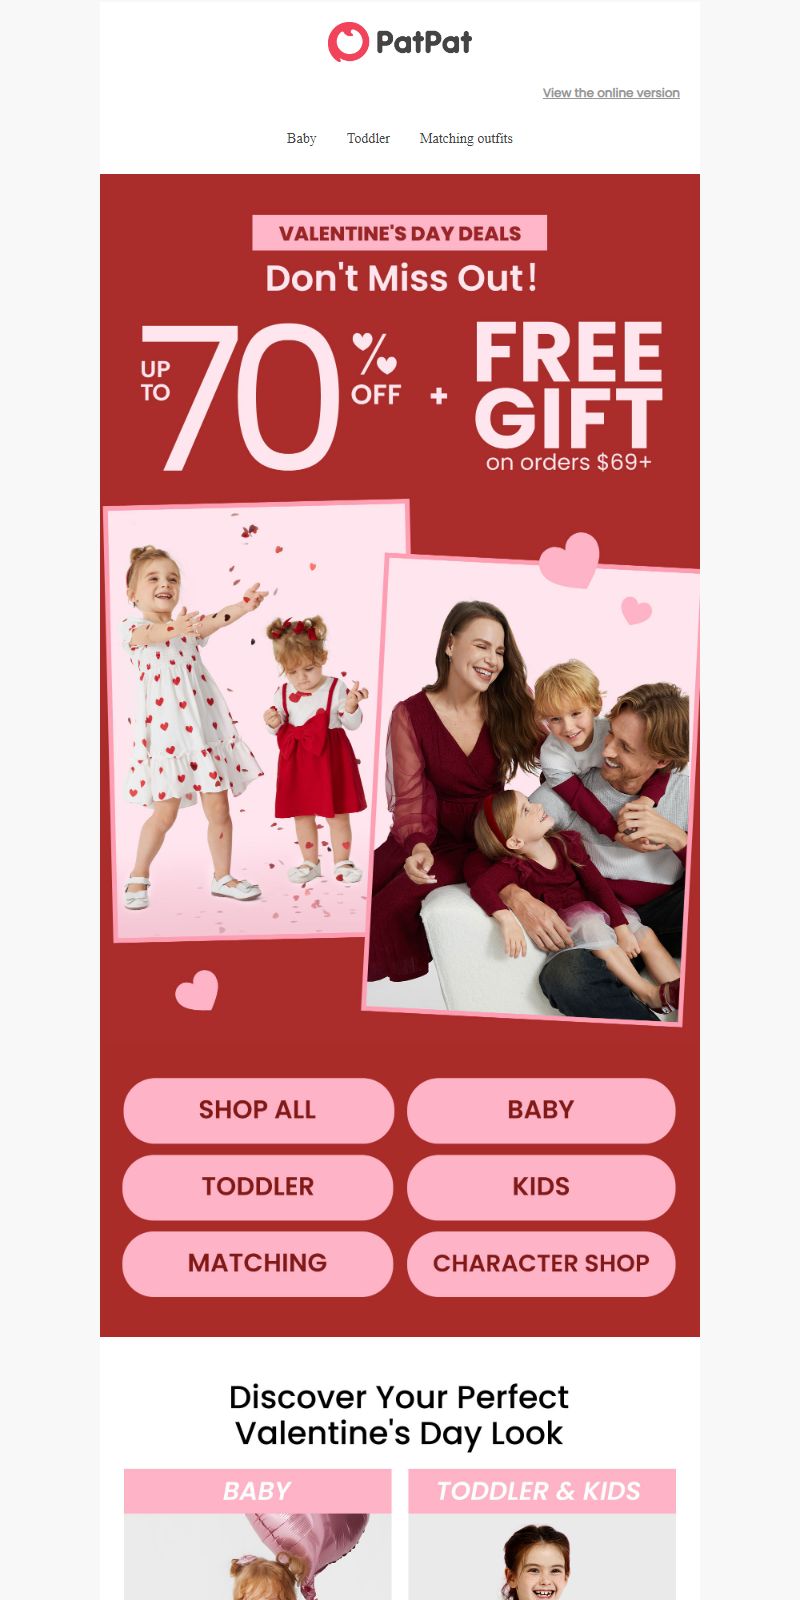 PatPat
View the online version
Baby Toddler Matching outfits
VALENTINE'S DAY DEALS
Don't Miss Out!
UP TO 70% OFF + FREE GIFT
on orders $69+
SHOP ALL
BABY
TODDLER
KIDS
MATCHING
CHARACTER SHOP
Discover Your Perfect
Valentine's Day Look
BABY
TODDLER & KIDS